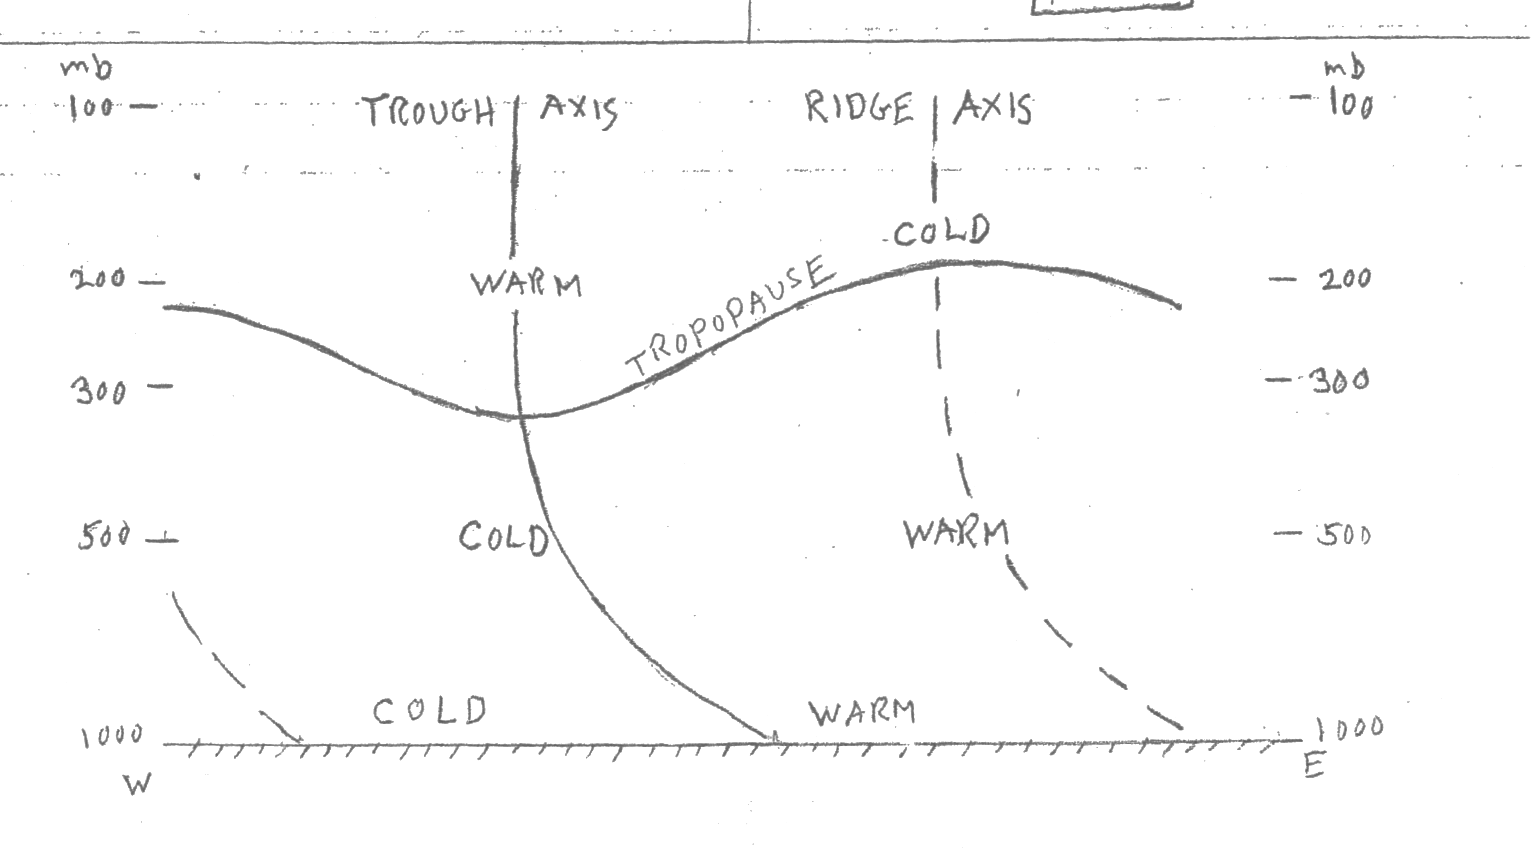 mb mb
100 TROUGH AXIS RIDGE AXIS 100
COLD
200 WARM 200
TROPOPAUSE
300 300
500 COLD WARM 500
COLD WARM
1000 1000
W E